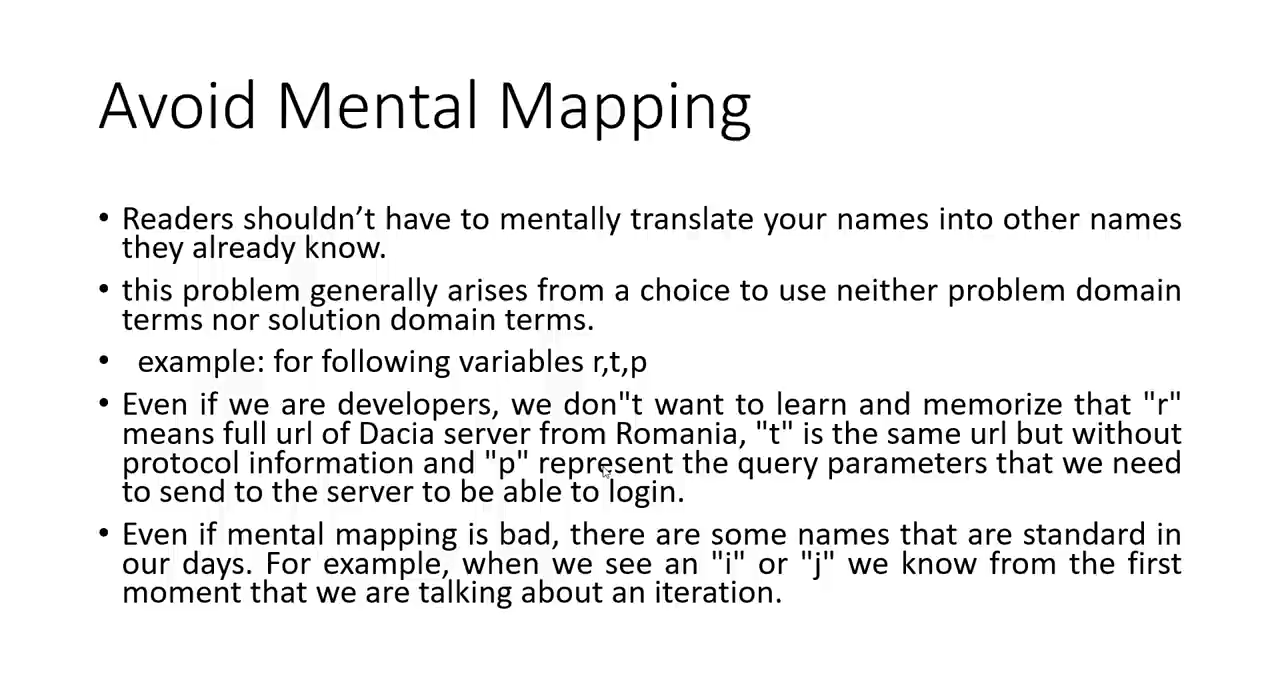 Avoid Mental Mapping
• Readers shouldn’t have to mentally translate your names into other names
they already know.
• this problem generally arises from a choice to use neither problem domain
terms nor solution domain terms.
• example: for following variables r,t,p
• Even if we are developers, we don"t want to learn and memorize that "r"
means full url of Dacia server from Romania, "t" is the same url but without
protocol information and "p" represent the query parameters that we need
to send to the server to be able to login.
• Even if mental mapping is bad, there are some names that are standard in
our days. For example, when we see an "i" or "j" we know from the first
moment that we are talking about an iteration.